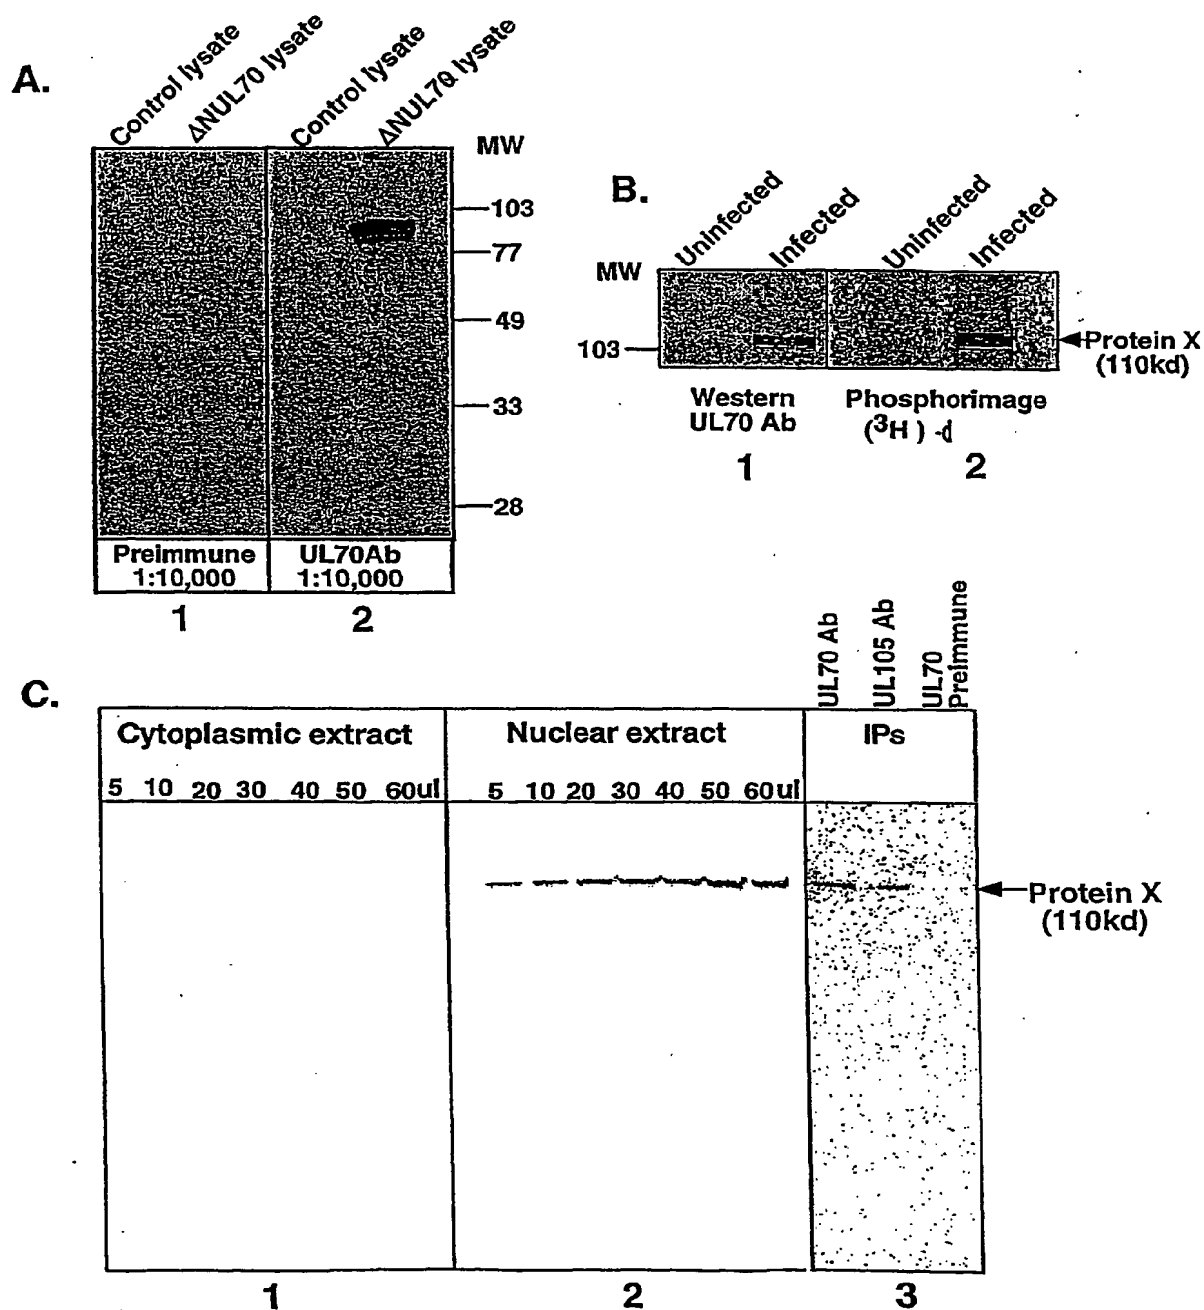 A.
Control lysate
ΔNUL70 lysate
Control lysate
ΔNUL70 lysate
MW
103
77
49
33
28
Preimmune
1:10,000
UL70Ab
1:10,000
1
2
B.
Uninfected
Infected
Uninfected
Infected
MW
103
Protein X
(110kd)
Western
UL70 Ab
Phosphorimage
(³H)
1
2
C.
UL70 Ab
UL105 Ab
UL70
Preimmune
Cytoplasmic extract
Nuclear extract
IPs
5 10 20 30 40 50 60ul
5 10 20 30 40 50 60ul
Protein X
(110kd)
1
2
3